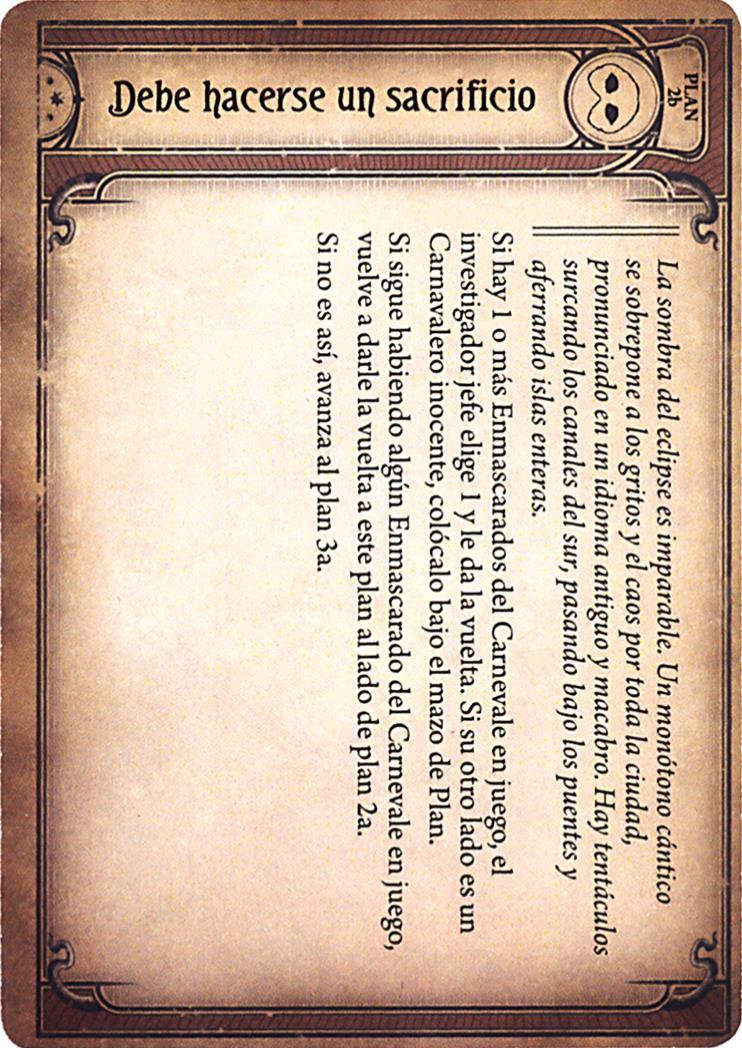 PLAN
2b
Debe hacerse un sacrificio
La sombra del eclipse es imparable. Un monótono cántico
se sobrepone a los gritos y el caos por toda la ciudad,
pronunciado en un idioma antiguo y macabro. Hay tentáculos
surcando los canales del sur, pasando bajo los puentes y
aferrando islas enteras.
Si hay 1 o más Enmascarados del Carnevale en juego, el
investigador jefe elige 1 y le da la vuelta. Si su otro lado es un
Carnavalero inocente, colócalo bajo el mazo de Plan.
Si sigue habiendo algún Enmascarado del Carnevale en juego,
vuelve a darle la vuelta a este plan al lado de plan 2a.
Si no es así, avanza al plan 3a.